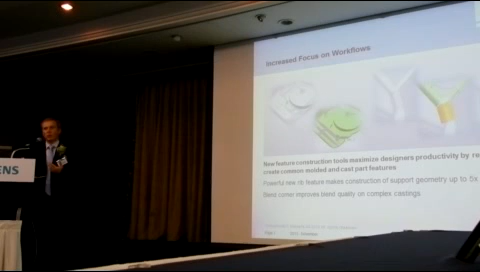 Increased Focus on Workflows
New feature construction tools maximize designers productivity by re
create common molded and cast part features
Powerful new rib feature makes construction of support geometry up to 5x
Blend corner improves blend quality on complex castings
ENS